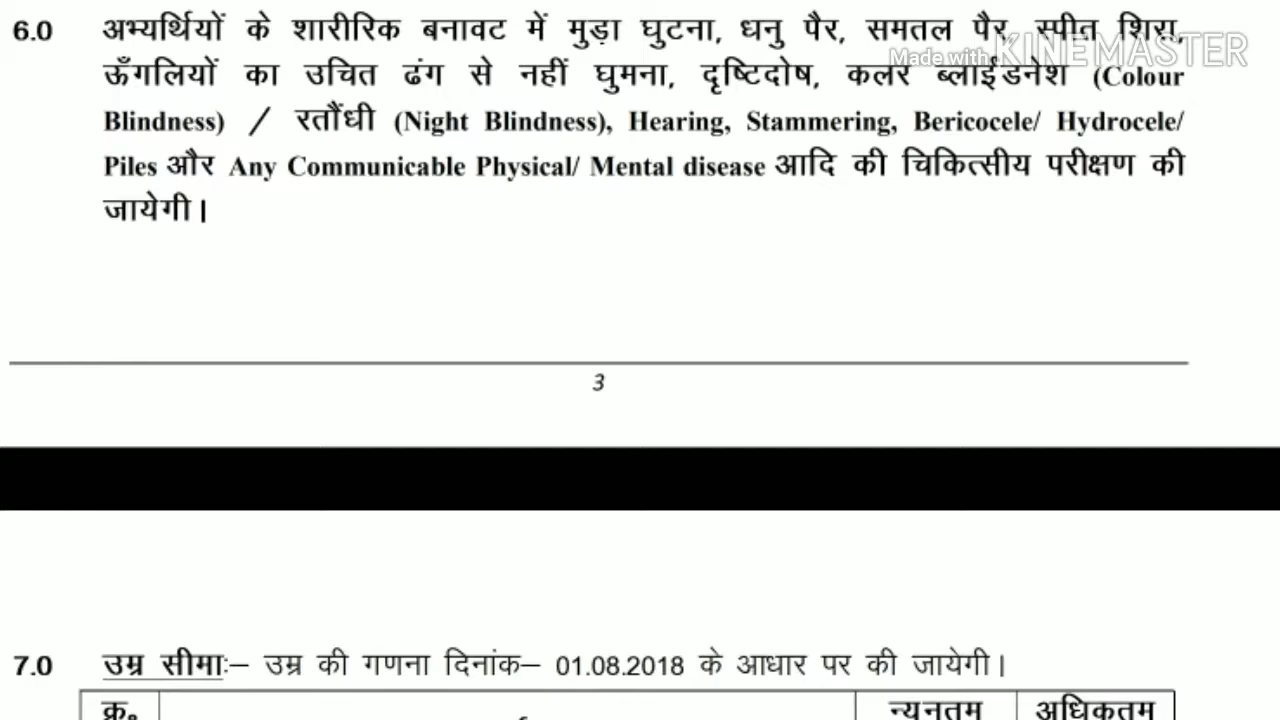 6.0 अभ्यर्थियों के शारीरिक बनावट में मुड़ा घुटना, धनु पैर, समतल पैर, स्पीत शिरा,
Made with KINEMASTER
ऊँगलियों का उचित ढंग से नहीं घुमना, दृष्टिदोष, कलर ब्लाईडनेश (Colour
Blindness) / रतौंधी (Night Blindness), Hearing, Stammering, Bericocele/ Hydrocele/
Piles और Any Communicable Physical/ Mental disease आदि की चिकित्सीय परीक्षण की
जायेगी।
3
7.0 उम्र सीमाः– उम्र की गणना दिनांक– 01.08.2018 के आधार पर की जायेगी।
क्र० न्यूनतम अधिकतम